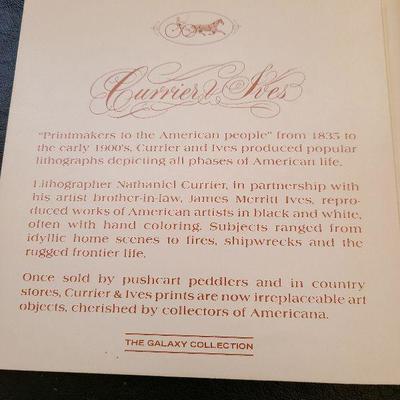 Currier & Ives
"Printmakers to the American people" from 1835 to
the early 1900's, Currier and Ives produced popular
lithographs depicting all phases of American life.
Lithographer Nathaniel Currier, in partnership with
his artist brother-in-law, James Merritt Ives, repro-
duced works of American artists in black and white,
often with hand coloring. Subjects ranged from
idyllic home scenes to fires, shipwrecks and the
rugged frontier life.
Once sold by pushcart peddlers and in country
stores, Currier & Ives prints are now irreplaceable art
objects, cherished by collectors of Americana.
THE GALAXY COLLECTION